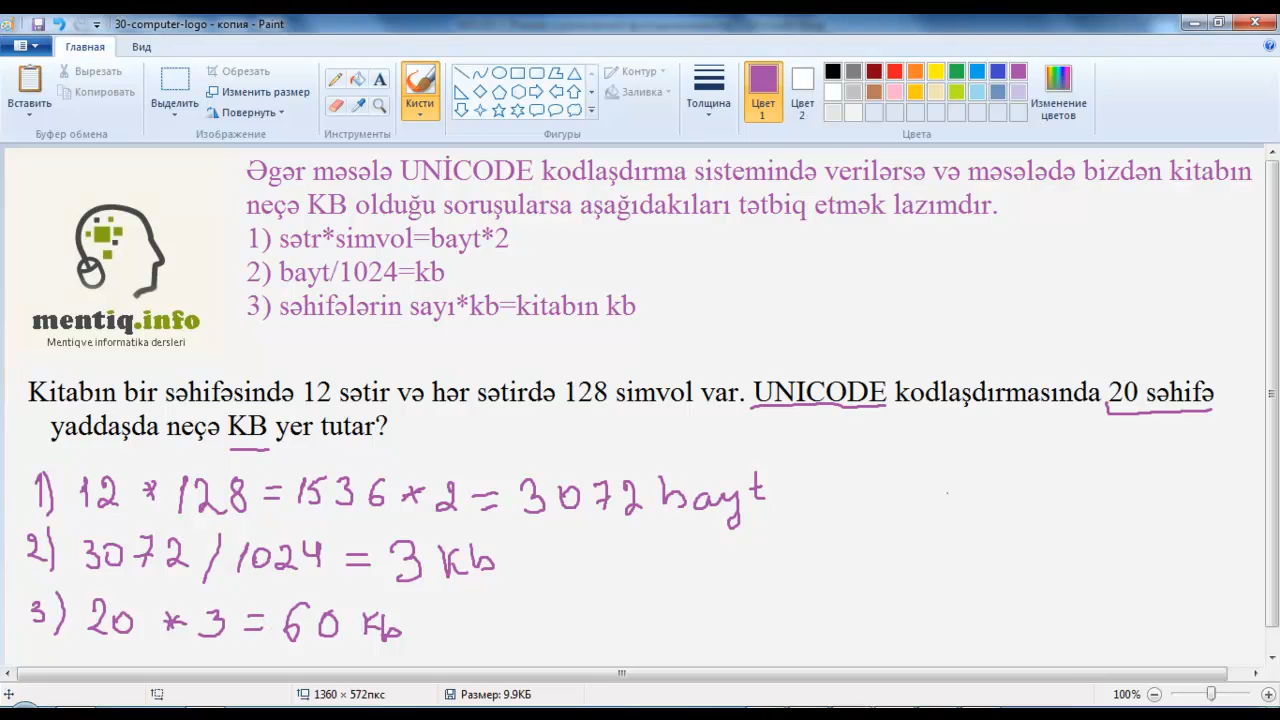 30-computer-logo - копия - Paint
Главная Вид
Вставить
Вырезать
Копировать
Буфер обмена
Выделить
Обрезать
Изменить размер
Повернуть
Изображение
Инструменты
Кисти
Контур
Заливка
Фигуры
Толщина
Цвет 1
Цвет 2
Изменение цветов
Цвета
Əgər məsələ UNİCODE kodlaşdırma sistemində verilərsə və məsələdə bizdən kitabın
neçə KB olduğu soruşularsa aşağıdakıları tətbiq etmək lazımdır.
1) sətr*simvol=bayt*2
2) bayt/1024=kb
3) səhifələrin sayı*kb=kitabın kb
mentiq.info
Mentiqve informatika dersleri
Kitabın bir səhifəsində 12 sətir və hər sətirdə 128 simvol var. UNICODE kodlaşdırmasında 20 səhifə
yaddaşda neçə KB yer tutar?
1) 12 * 128 = 1536 * 2 = 3072 bayt
2) 3072 / 1024 = 3 kb
3) 20 * 3 = 60 kb
1360 × 572пкс
Размер: 9.9КБ
100%